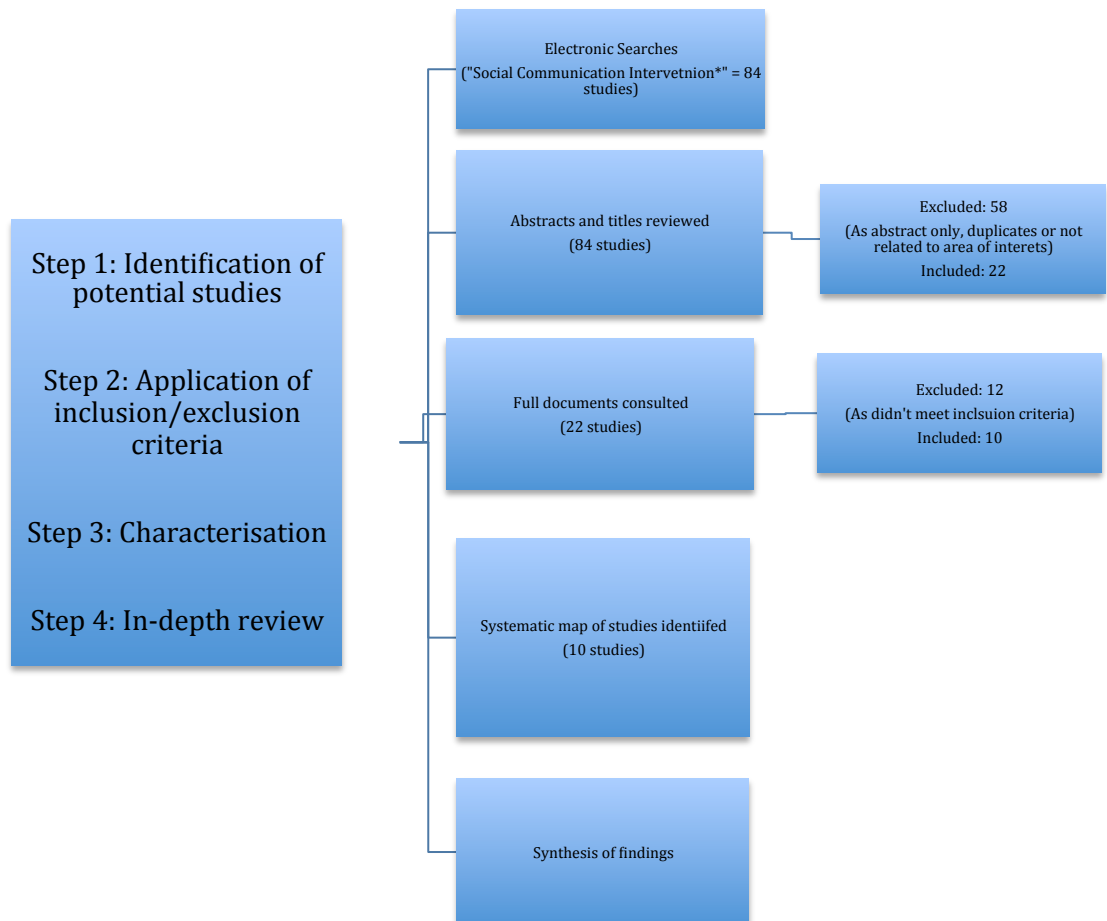 Step 1: Identification of
potential studies
Step 2: Application of
inclusion/exclusion
criteria
Step 3: Characterisation
Step 4: In-depth review
Electronic Searches
("Social Communication Intervetnion*" = 84
studies)
Abstracts and titles reviewed
(84 studies)
Excluded: 58
(As abstract only, duplicates or not
related to area of interets)
Included: 22
Full documents consulted
(22 studies)
Excluded: 12
(As didn't meet inclsuion criteria)
Included: 10
Systematic map of studies identiifed
(10 studies)
Synthesis of findings